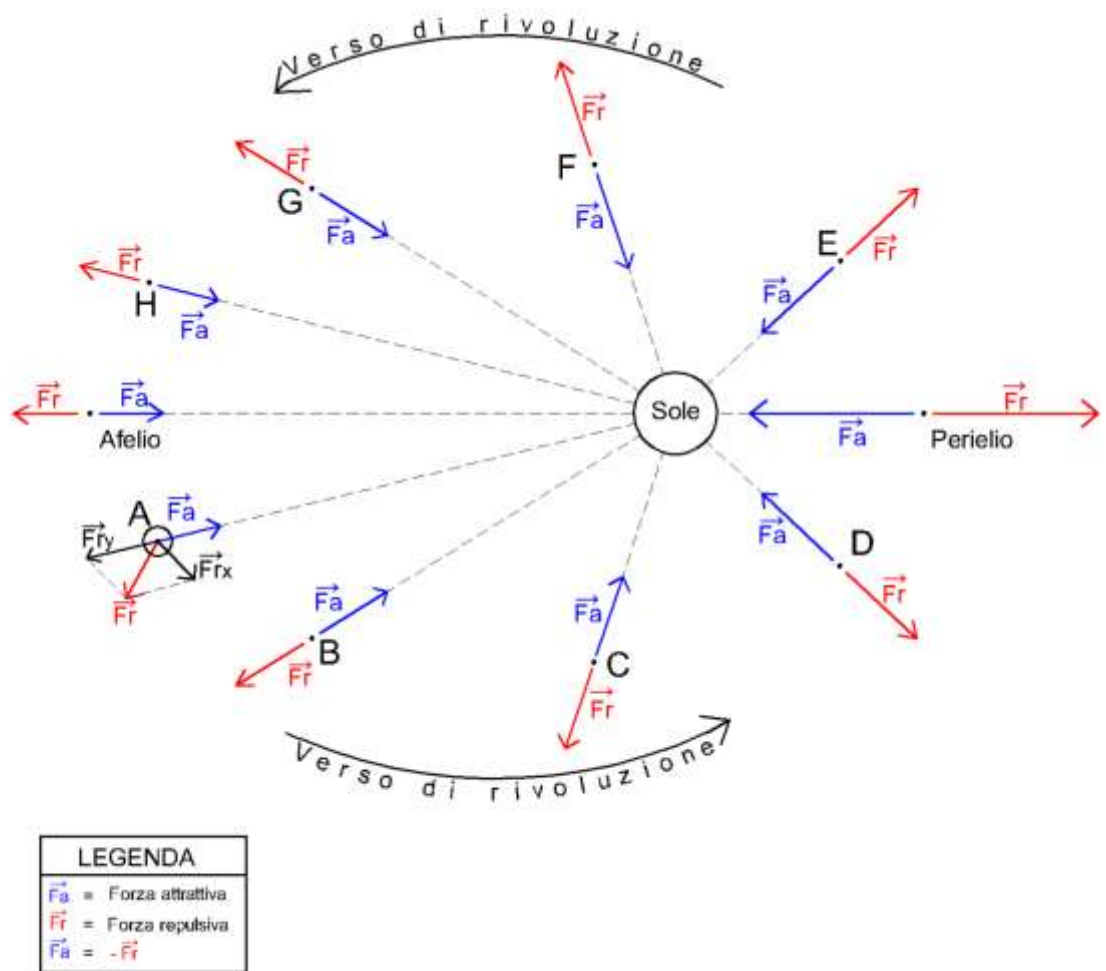 Verso di rivoluzione
Fr
F
Fa
Fr
G
Fa
E
Fr
Fa
Fr
H
Fa
Fr
Fa
Afelio
Sole
Fa
Fr
Perielio
A
Fa
Fry
Frx
Fr
Fa
D
Fr
Fa
B
Fr
Fa
C
Fr
Verso di rivoluzione
LEGENDA
Fa = Forza attrattiva
Fr = Forza repulsiva
Fa = -Fr